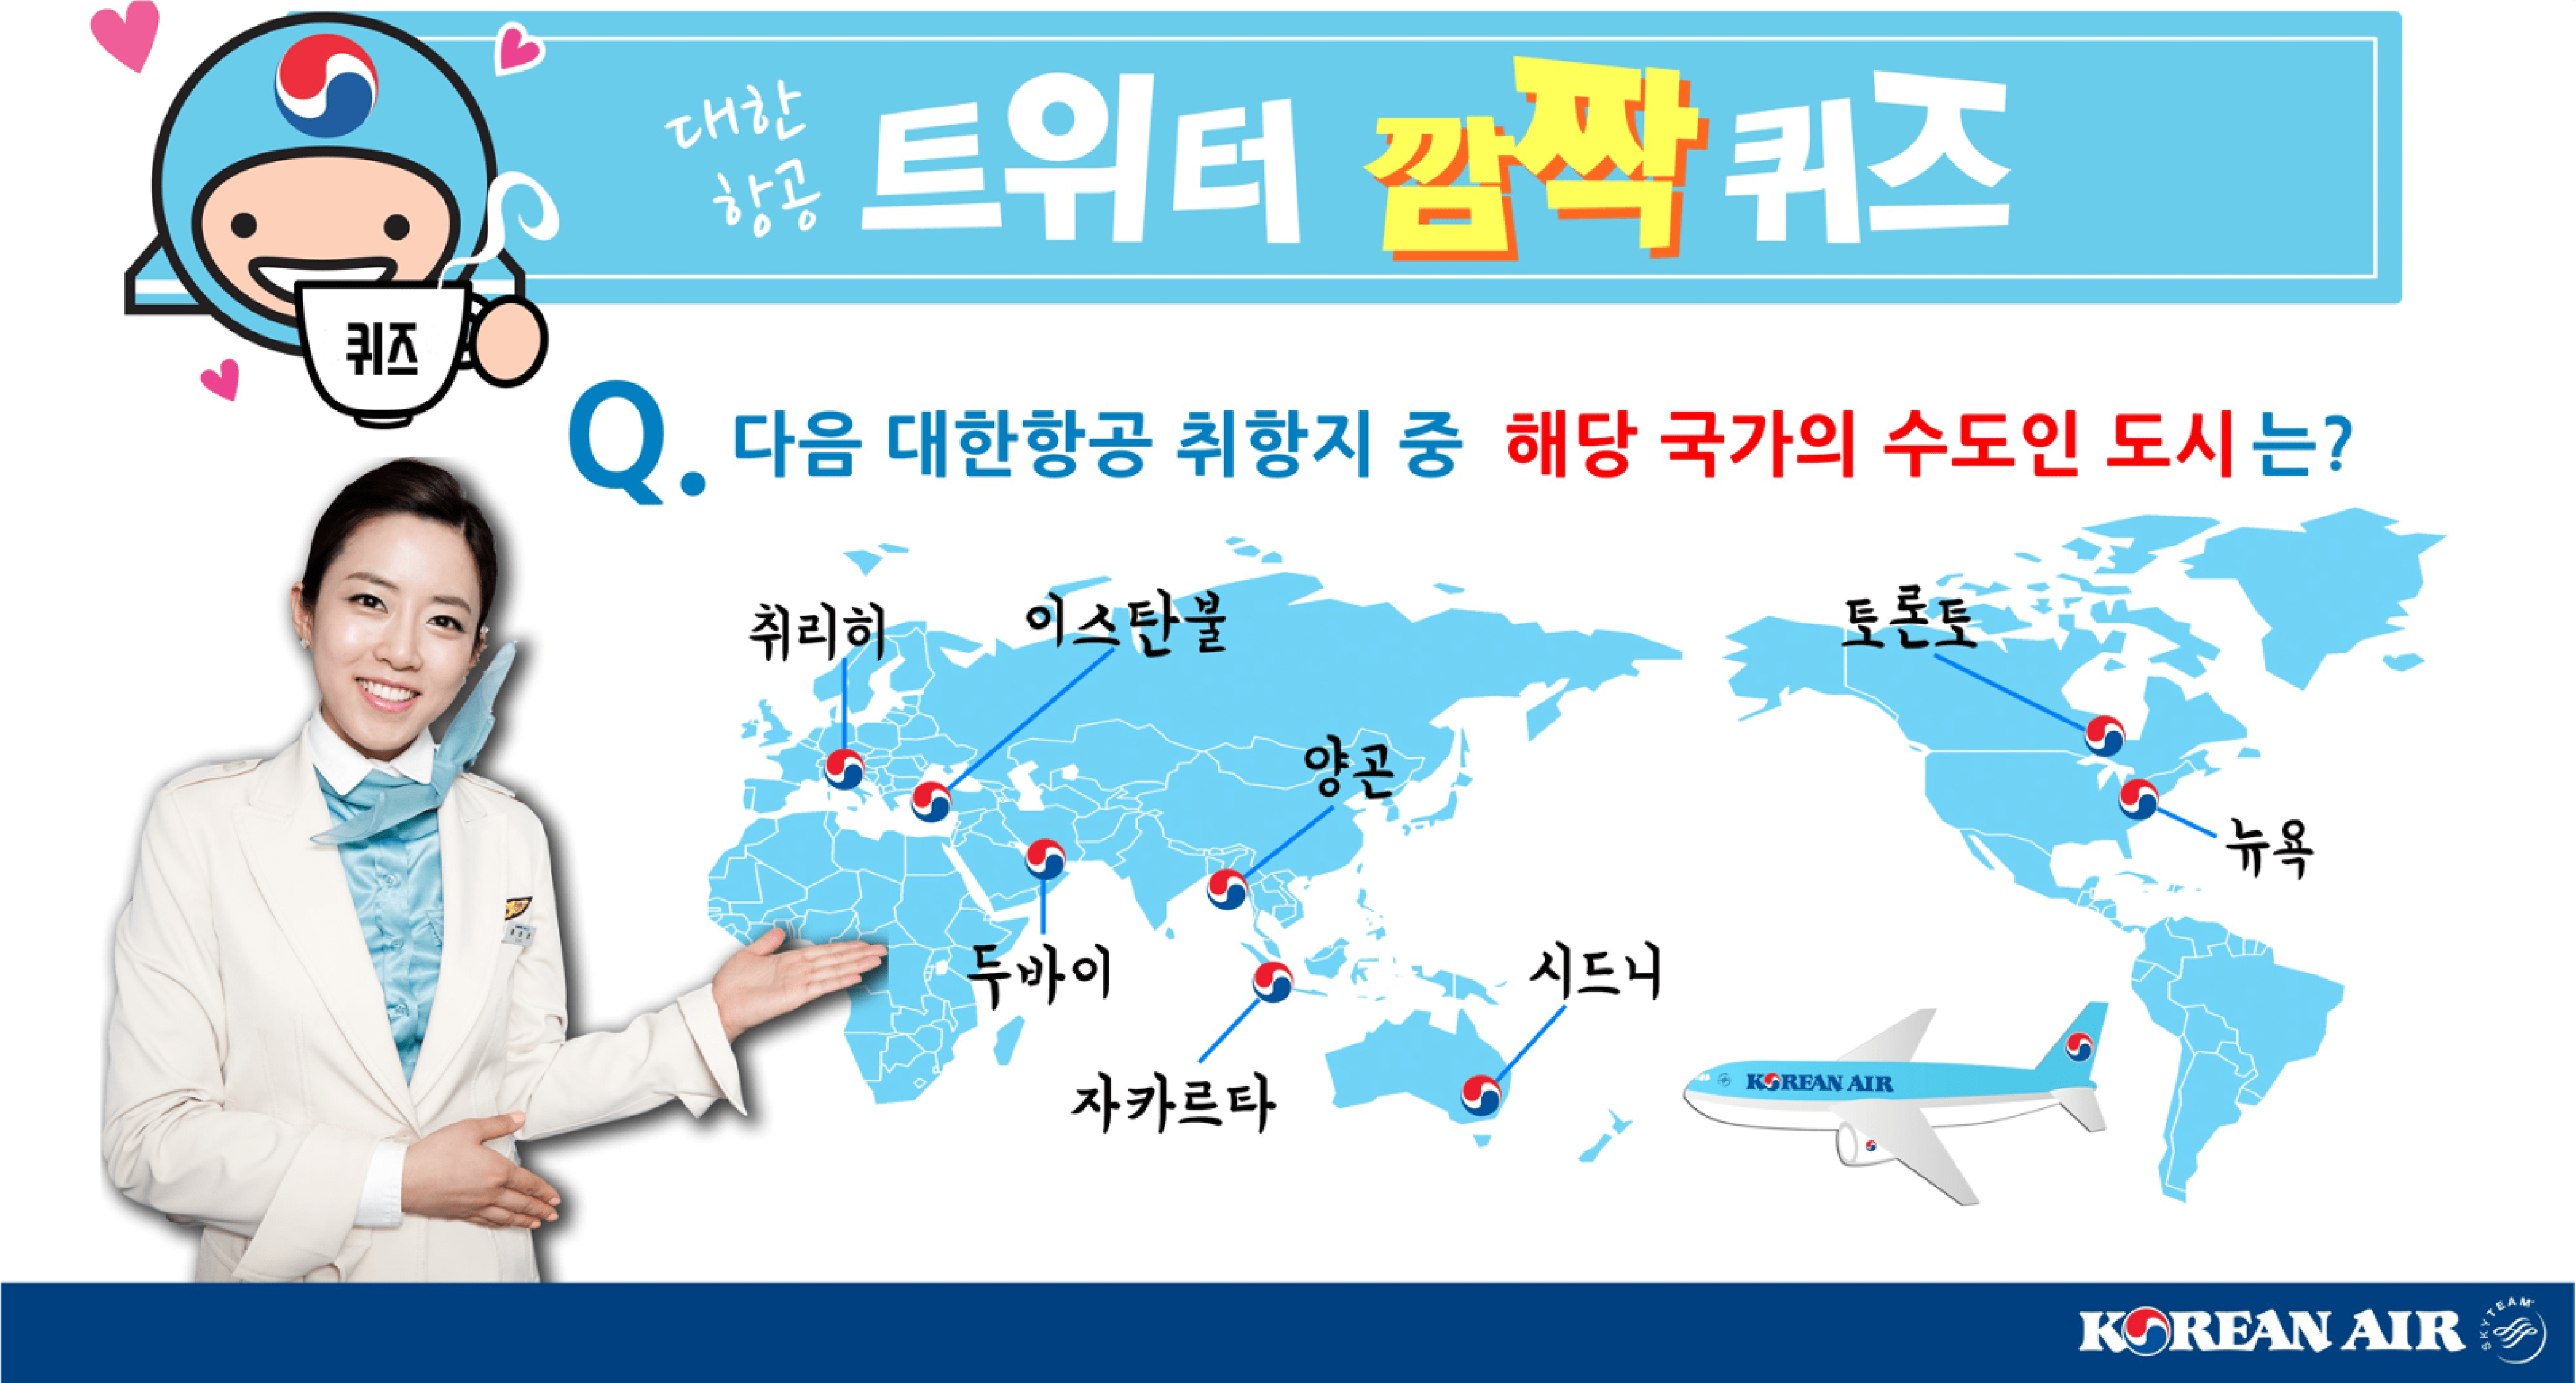 대한
항공
트위터 깜짝 퀴즈
퀴즈
Q. 다음 대한항공 취항지 중 해당 국가의 수도인 도시는?
취리히
이스탄불
토론토
양곤
뉴욕
두바이
시드니
자카르타
KOREAN AIR
KOREAN AIR
SKYTEAM